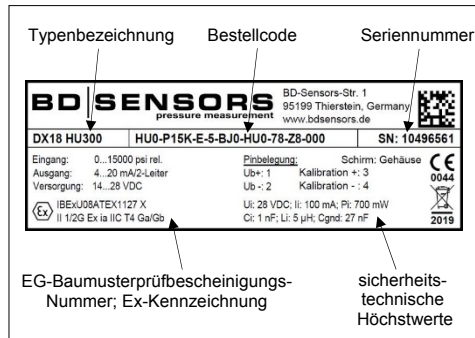 Typenbezeichnung Bestellcode Seriennummer
BD|SENSORS
pressure measurement
BD-Sensors-Str. 1
95199 Thierstein, Germany
www.bdsensors.de
DX18 HU300 HU0-P15K-E-5-BJ0-HU0-78-Z8-000 SN: 10496561
Eingang: 0...15000 psi rel.
Ausgang: 4...20 mA/2-Leiter
Versorgung: 14...28 VDC
Pinbelegung: Schirm: Gehäuse
Ub+: 1 Kalibration +: 3
Ub -: 2 Kalibration - : 4
CE
0044
Ex
IBExU08ATEX1127 X
II 1/2G Ex ia IIC T4 Ga/Gb
Ui: 28 VDC; Ii: 100 mA; Pi: 700 mW
Ci: 1 nF; Li: 5 µH; Cgnd: 27 nF
2019
EG-Baumusterprüfbescheinigungs-
Nummer; Ex-Kennzeichnung
sicherheits-
technische
Höchstwerte